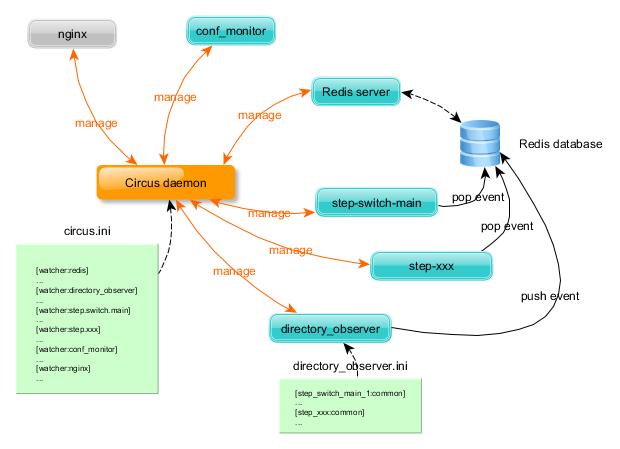 nginx
conf_monitor
manage
manage
Redis server
manage
Redis database
Circus daemon
step-switch-main
pop event
manage
circus.ini
pop event
manage
step-xxx
manage
[watcher:redis]
...
[watcher:directory_observer]
...
[watcher:step.switch.main]
...
[watcher:step.xxx]
...
[watcher:conf_monitor]
...
[watcher:nginx]
...
push event
directory_observer
directory_observer.ini
[step_switch_main_1:common]
...
[step_xxx:common]
...